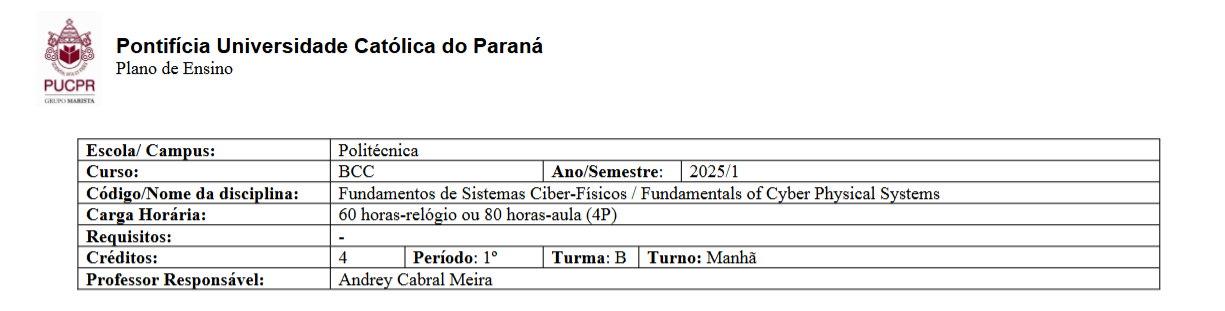 Pontifícia Universidade Católica do Paraná
Plano de Ensino
PUCPR
GRUPO MARISTA
Escola/ Campus: Politécnica
Curso: BCC Ano/Semestre: 2025/1
Código/Nome da disciplina: Fundamentos de Sistemas Ciber-Físicos / Fundamentals of Cyber Physical Systems
Carga Horária: 60 horas-relógio ou 80 horas-aula (4P)
Requisitos: -
Créditos: 4 Período: 1º Turma: B Turno: Manhã
Professor Responsável: Andrey Cabral Meira